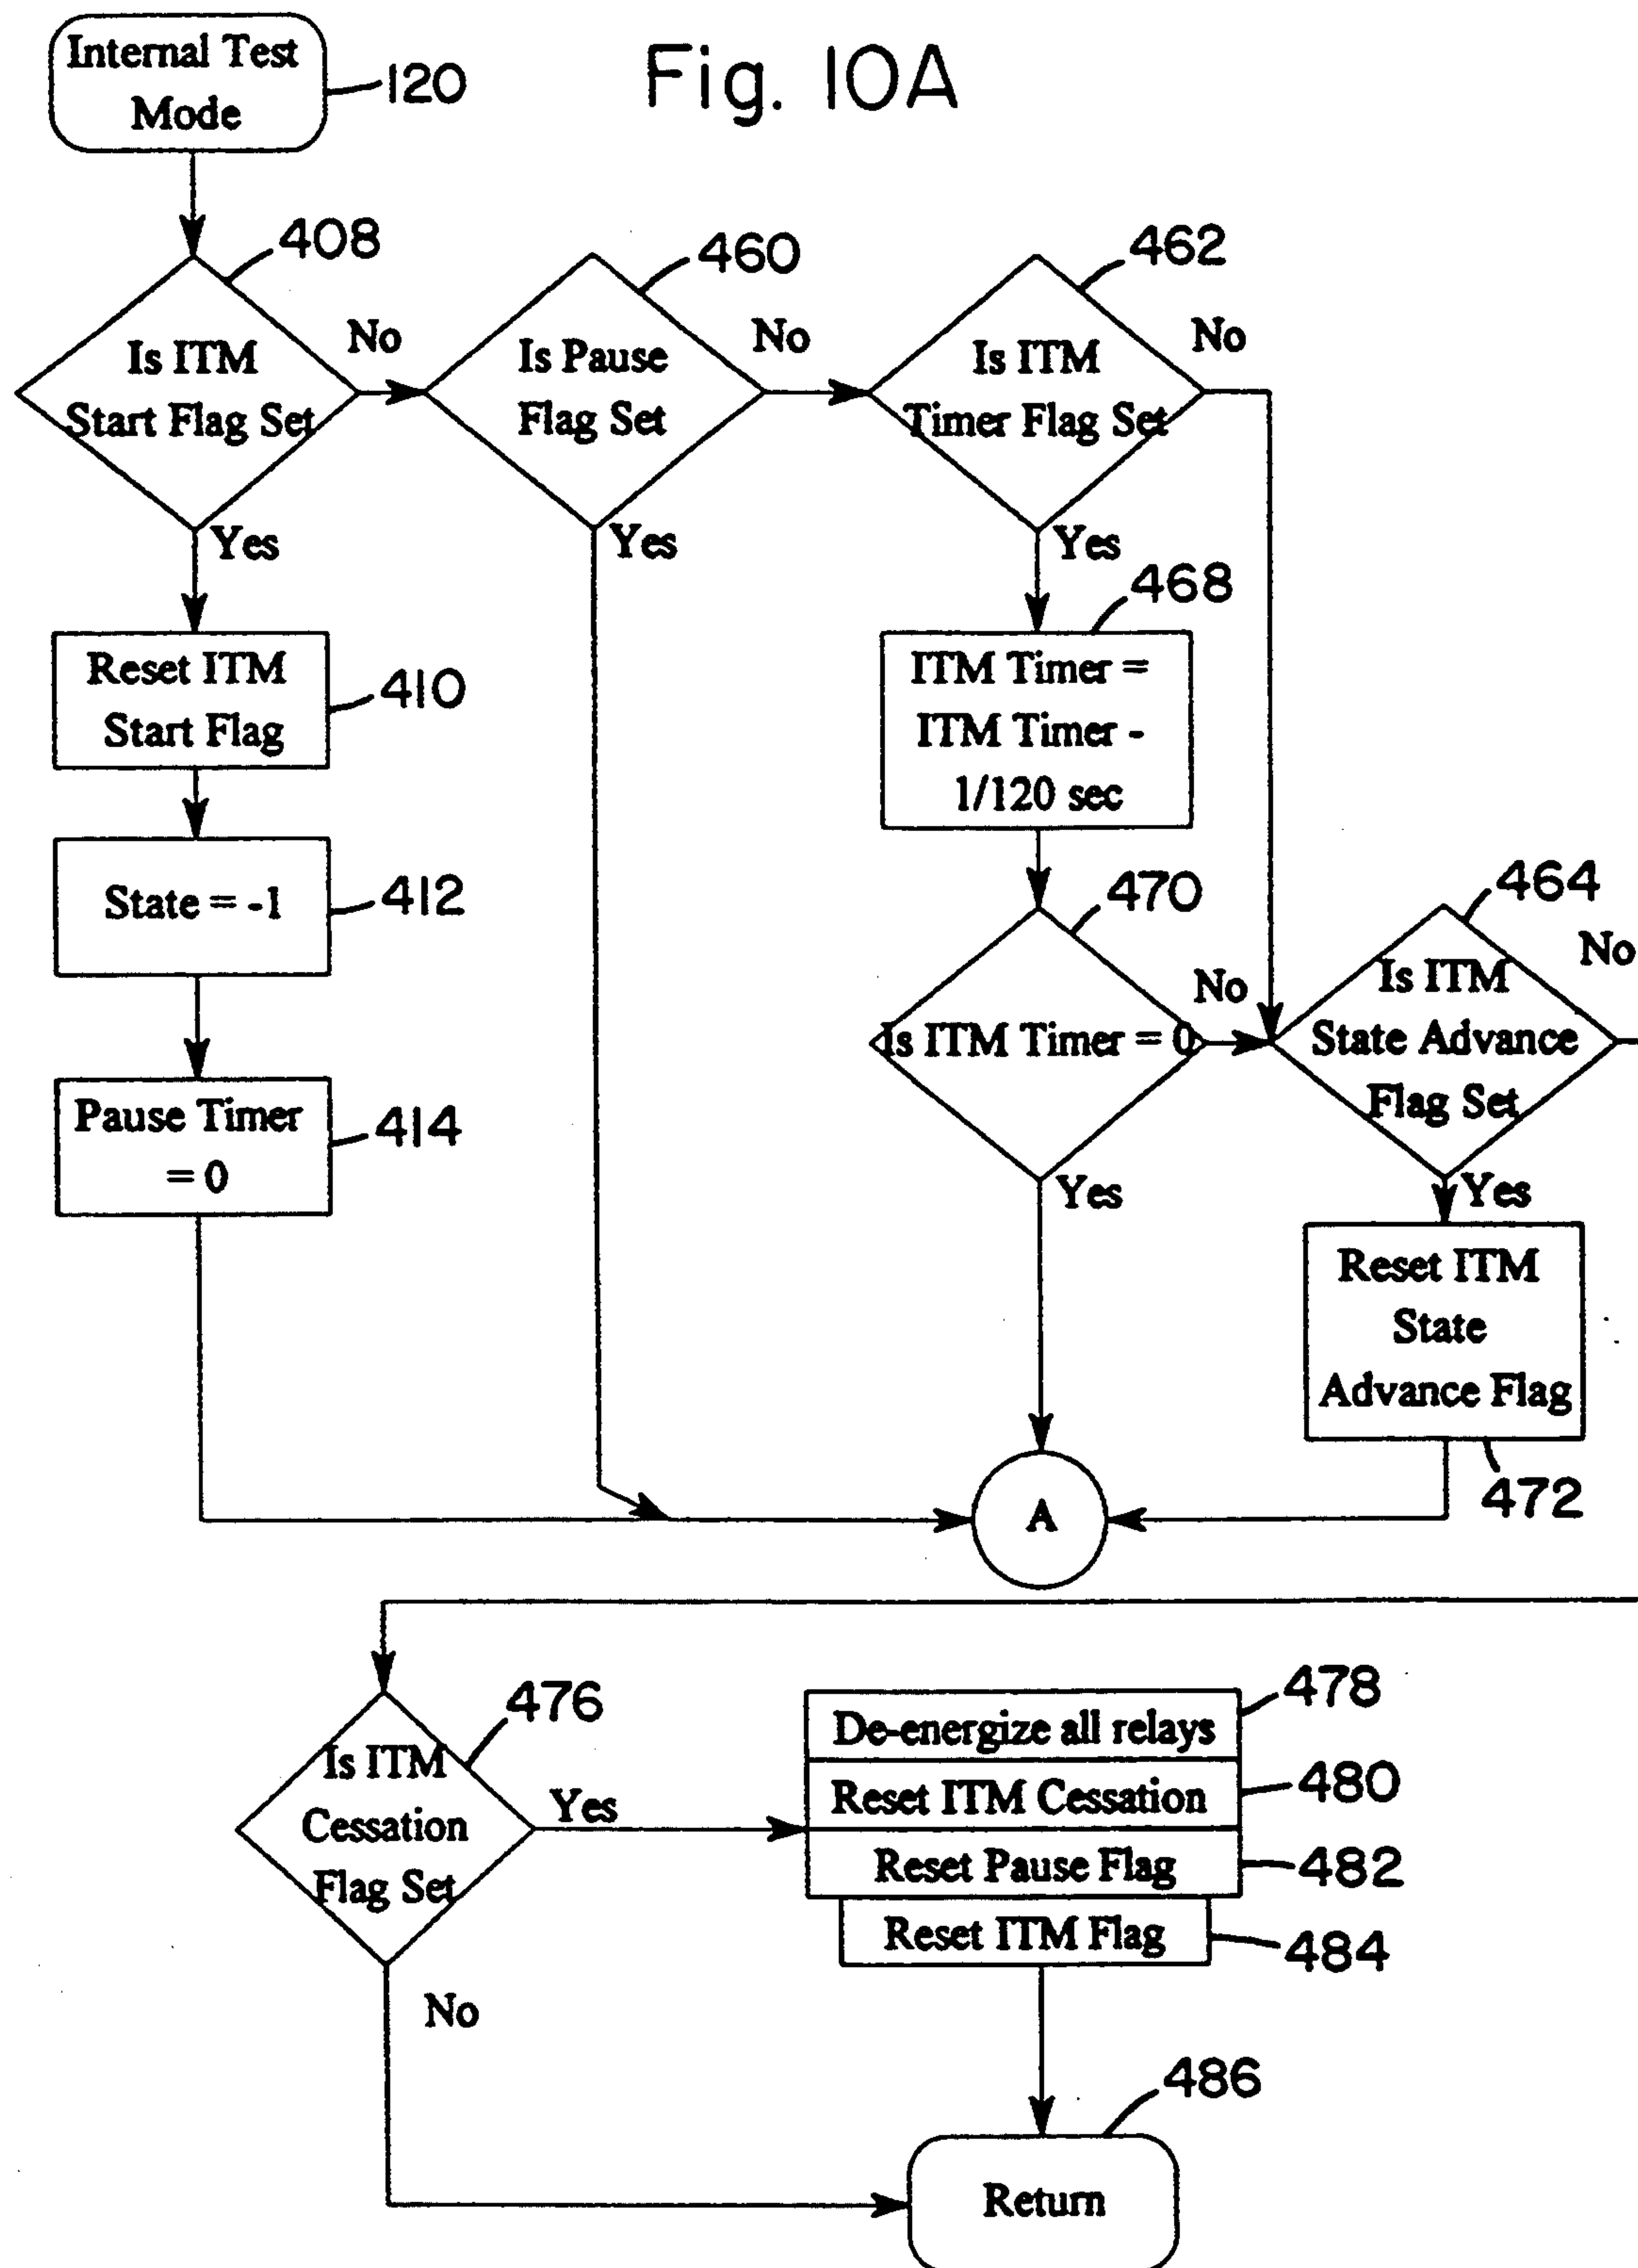 Fig. 10A
Internal Test
Mode
120
408
Is ITM
Start Flag Set
No
Yes
460
Is Pause
Flag Set
No
Yes
462
Is ITM
Timer Flag Set
No
Yes
Reset ITM
Start Flag
410
State = -1
412
Pause Timer
= 0
414
468
ITM Timer =
ITM Timer -
1/120 sec
470
Is ITM Timer = 0
No
Yes
464
Is ITM
State Advance
Flag Set
No
Yes
Reset ITM
State
Advance Flag
472
A
476
Is ITM
Cessation
Flag Set
Yes
No
De-energize all relays
478
Reset ITM Cessation
480
Reset Pause Flag
482
Reset ITM Flag
484
486
Return